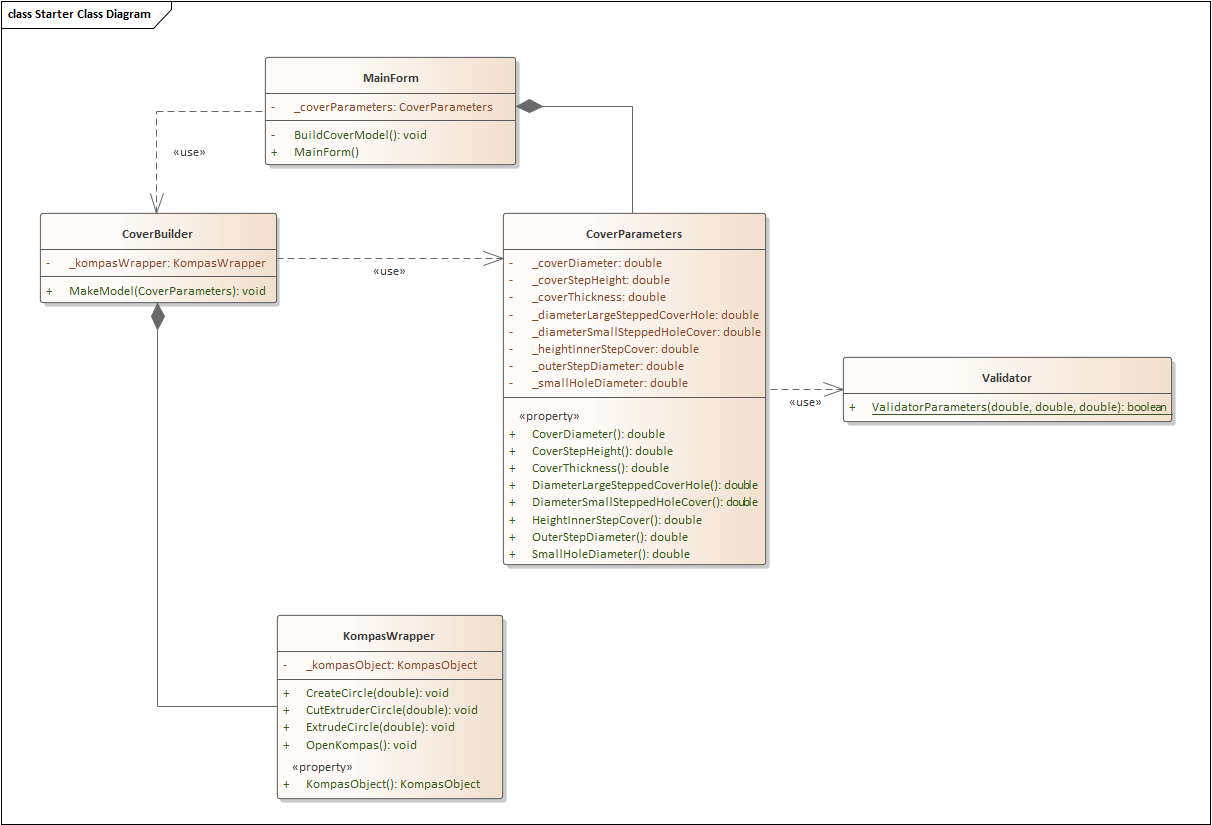 class Starter Class Diagram
MainForm
- _coverParameters: CoverParameters
- BuildCoverModel(): void
+ MainForm()
«use»
CoverBuilder
- _kompasWrapper: KompasWrapper
+ MakeModel(CoverParameters): void
«use»
CoverParameters
- _coverDiameter: double
- _coverStepHeight: double
- _coverThickness: double
- _diameterLargeSteppedCoverHole: double
- _diameterSmallSteppedHoleCover: double
- _heightInnerStepCover: double
- _outerStepDiameter: double
- _smallHoleDiameter: double
«property»
+ CoverDiameter(): double
+ CoverStepHeight(): double
+ CoverThickness(): double
+ DiameterLargeSteppedCoverHole(): double
+ DiameterSmallSteppedHoleCover(): double
+ HeightInnerStepCover(): double
+ OuterStepDiameter(): double
+ SmallHoleDiameter(): double
«use»
Validator
+ ValidatorParameters(double, double, double): boolean
KompasWrapper
- _kompasObject: KompasObject
+ CreateCircle(double): void
+ CutExtruderCircle(double): void
+ ExtrudeCircle(double): void
+ OpenKompas(): void
«property»
+ KompasObject(): KompasObject